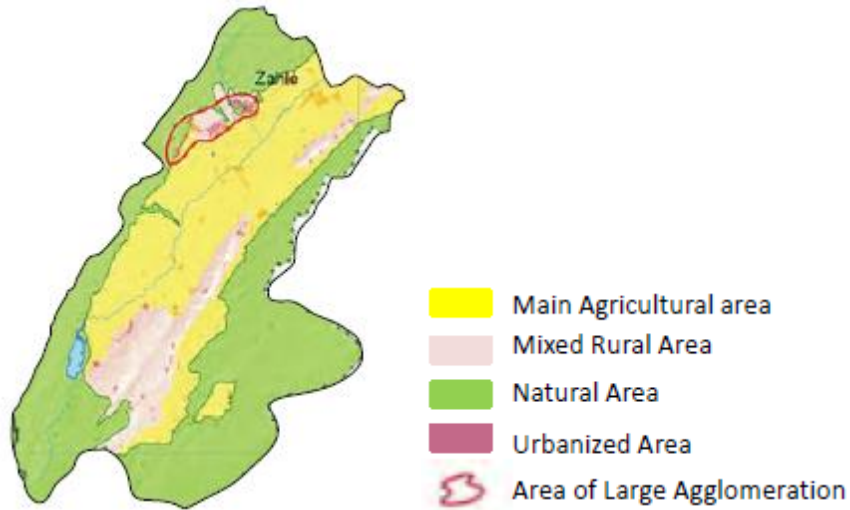 Zahle
Main Agricultural area
Mixed Rural Area
Natural Area
Urbanized Area
Area of Large Agglomeration